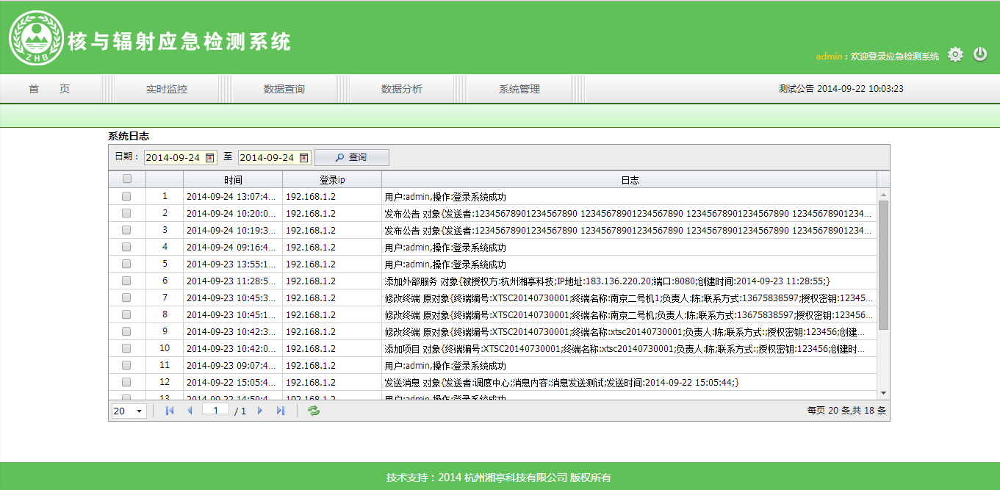 ZHB
核与辐射应急检测系统
admin：欢迎登录应急检测系统
首 页 实时监控 数据查询 数据分析 系统管理 测试公告 2014-09-22 10:03:23
系统日志
日期： 2014-09-24 至 2014-09-24 查询
时间 登录ip 日志
1 2014-09-24 13:07:4... 192.168.1.2 用户:admin,操作:登录系统成功
2 2014-09-24 10:20:0... 192.168.1.2 发布公告 对象{发送者:12345678901234567890 12345678901234567890 12345678901234567890 12345678901234...
3 2014-09-24 10:19:3... 192.168.1.2 发布公告 对象{发送者:12345678901234567890 12345678901234567890 12345678901234567890 12345678901234...
4 2014-09-24 09:16:4... 192.168.1.2 用户:admin,操作:登录系统成功
5 2014-09-23 13:55:1... 192.168.1.2 用户:admin,操作:登录系统成功
6 2014-09-23 11:28:5... 192.168.1.2 添加外部服务 对象{被授权方:杭州湘亭科技;IP地址:183.136.220.20;端口:8080;创建时间:2014-09-23 11:28:55;}
7 2014-09-23 10:45:3... 192.168.1.2 修改终端 原对象{终端编号:XTSC20140730001;终端名称:南京二号机1;负责人:陈;联系方式:13675838597;授权密钥:12345...
8 2014-09-23 10:45:1... 192.168.1.2 修改终端 原对象{终端编号:XTSC20140730001;终端名称:南京二号机;负责人:陈;联系方式:13675838597;授权密钥:123456...
9 2014-09-23 10:42:3... 192.168.1.2 修改终端 原对象{终端编号:XTSC20140730001;终端名称:xtsc20140730001;负责人:陈;联系方式:;授权密钥:123456;创建...
10 2014-09-23 10:42:0... 192.168.1.2 添加项目 对象{终端编号:XTSC20140730001;终端名称:xtsc20140730001;负责人:陈;联系方式:;授权密钥:123456;创建时...
11 2014-09-23 09:07:4... 192.168.1.2 用户:admin,操作:登录系统成功
12 2014-09-22 15:05:4... 192.168.1.2 发送消息 对象{发送者:调度中心;消息内容:消息发送测试;发送时间:2014-09-22 15:05:44;}
13 2014-09-22 14:50:4... 192.168.1.2 用户:admin,操作:登录系统成功
20 1 / 1 每页 20 条,共 18 条
技术支持：2014 杭州湘亭科技有限公司 版权所有